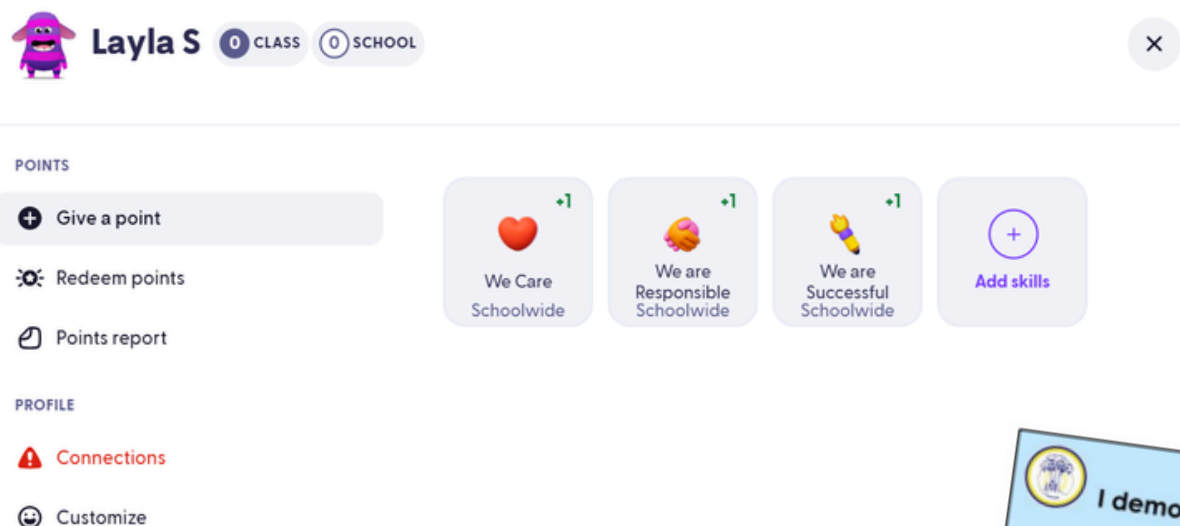 Layla S 0 CLASS 0 SCHOOL
POINTS
Give a point
Redeem points
Points report
PROFILE
Connections
Customize
+1
We Care
Schoolwide
+1
We are
Responsible
Schoolwide
+1
We are
Successful
Schoolwide
Add skills
I demo